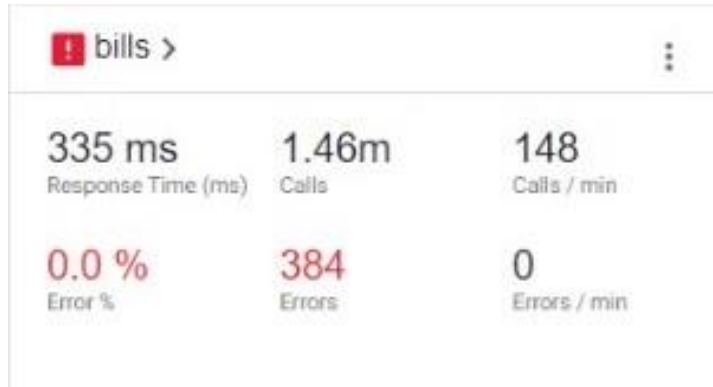 ! bills >
335 ms 1.46m 148
Response Time (ms) Calls Calls / min
0.0 % 384 0
Error % Errors Errors / min